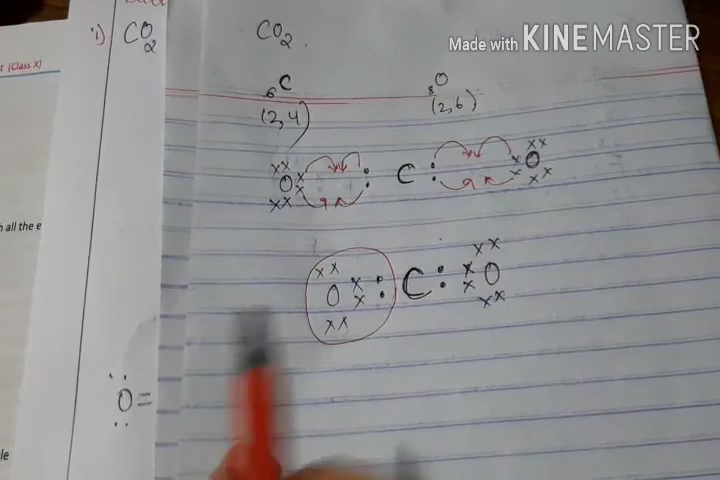 Made with KINEMASTER
i) CO2
CO2.
t (Class X)
6C 8O
(2,4) (2,6)
O C O
h all the e
O C O
O=
le